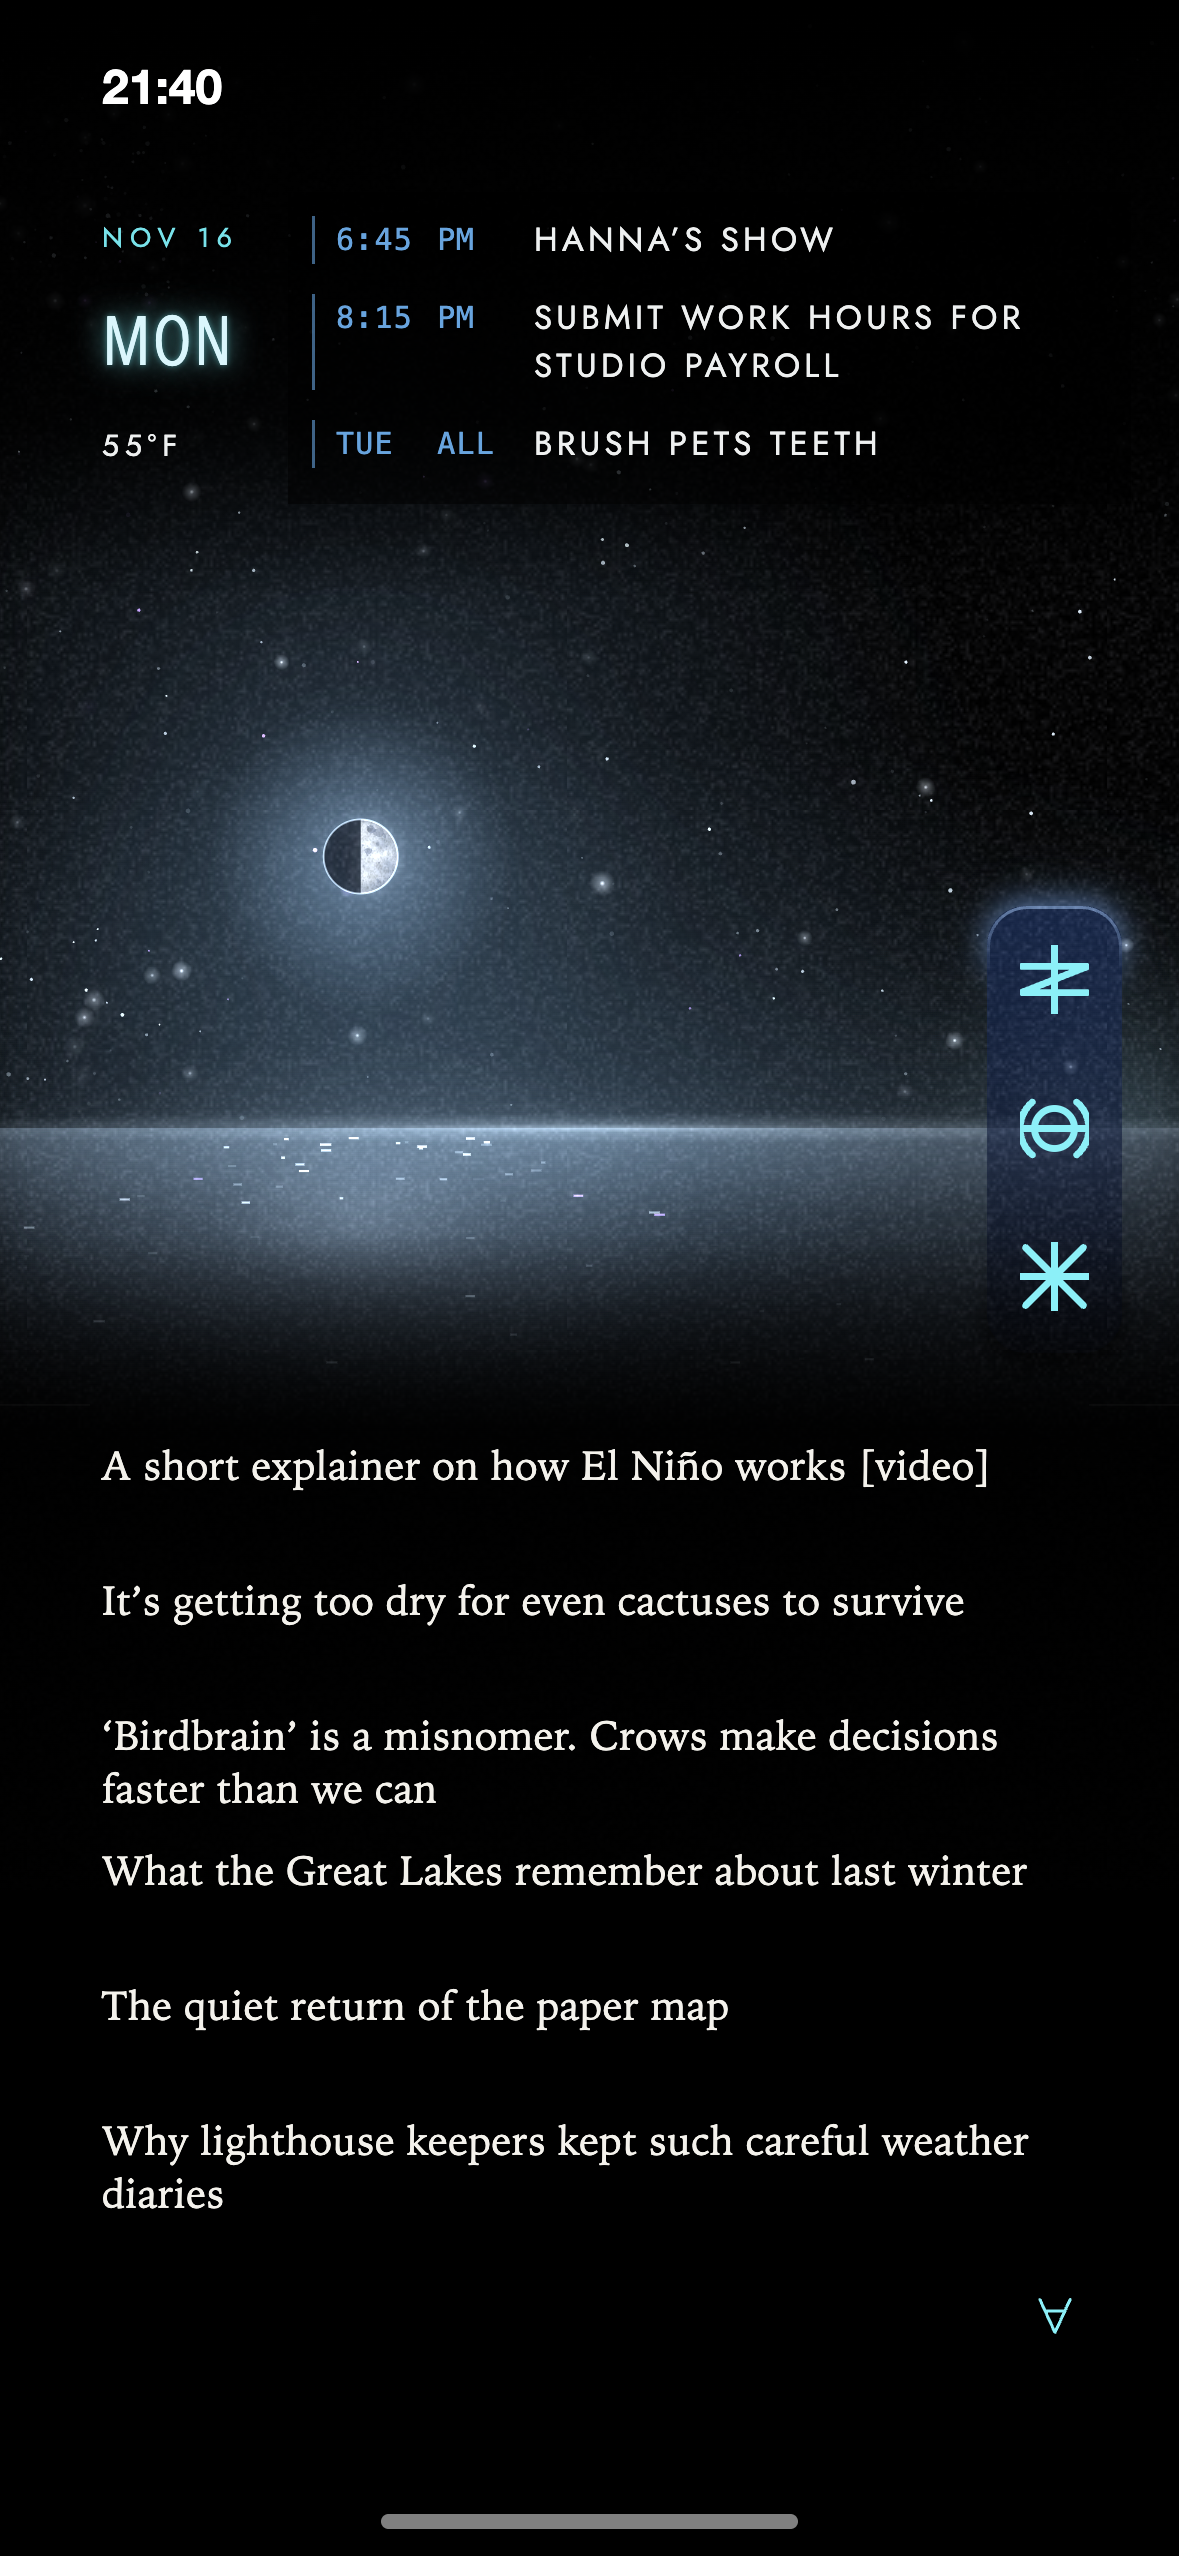 21:40
NOV 16
MON
55°F
6:45 PM HANNA’S SHOW
8:15 PM SUBMIT WORK HOURS FOR
STUDIO PAYROLL
TUE ALL BRUSH PETS TEETH
A short explainer on how El Niño works [video]
It’s getting too dry for even cactuses to survive
‘Birdbrain’ is a misnomer. Crows make decisions
faster than we can
What the Great Lakes remember about last winter
The quiet return of the paper map
Why lighthouse keepers kept such careful weather
diaries